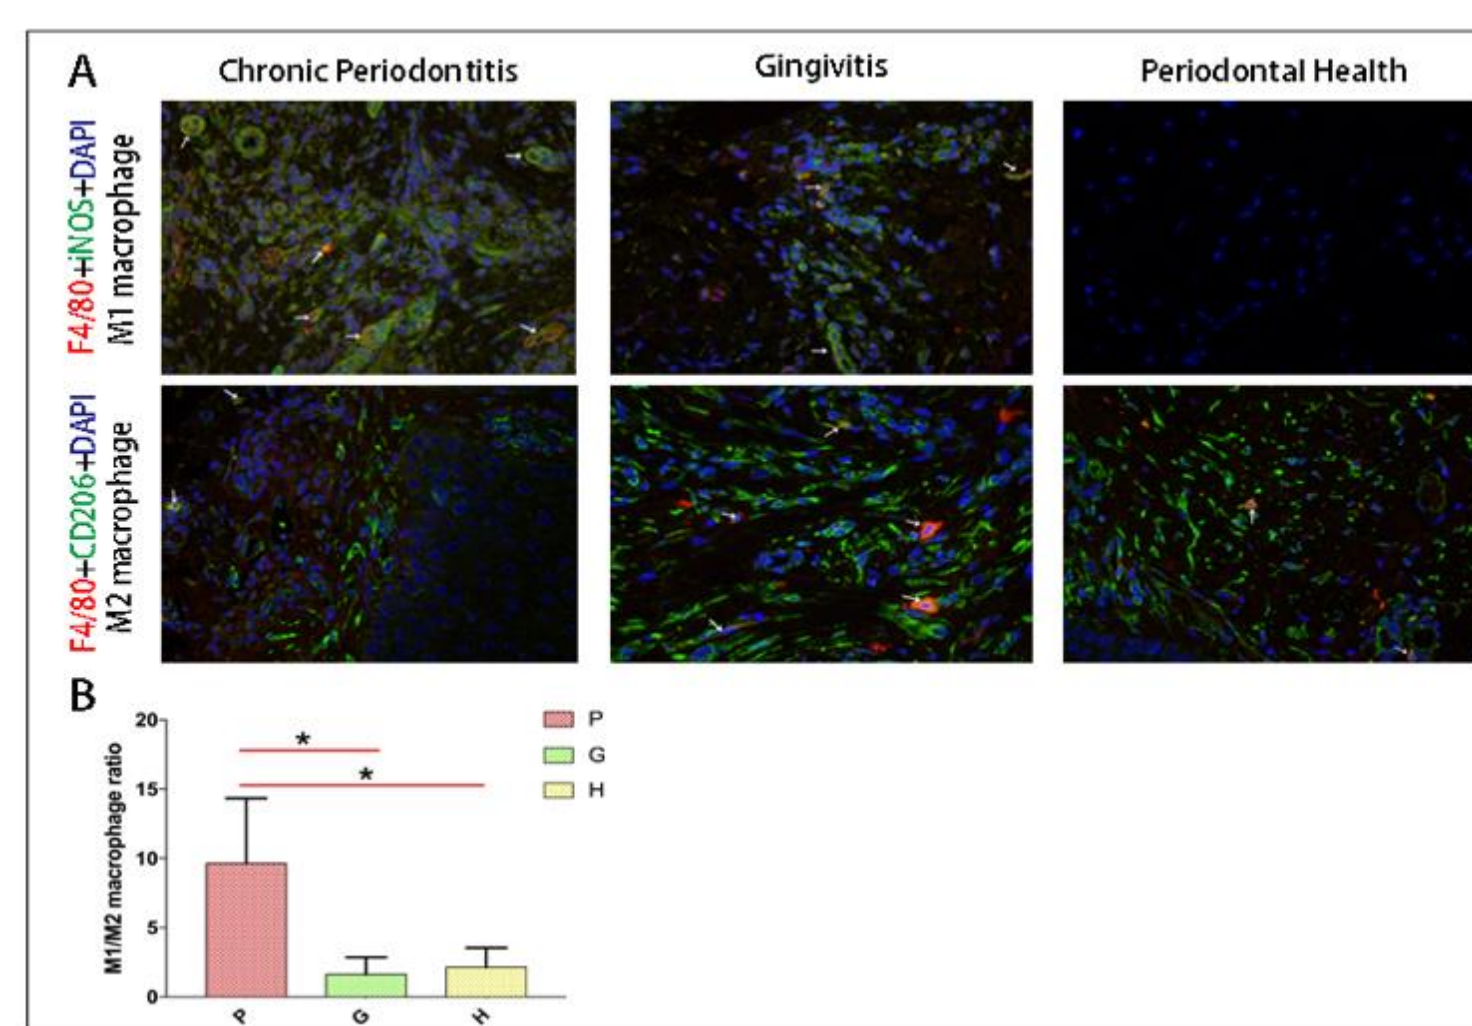 A
Chronic Periodontitis
Gingivitis
Periodontal Health
F4/80+iNOS+DAPI
M1 macrophage
F4/80+CD206+DAPI
M2 macrophage
B
M1/M2 macrophage ratio
20
15
10
5
0
*
*
P
G
H
P
G
H